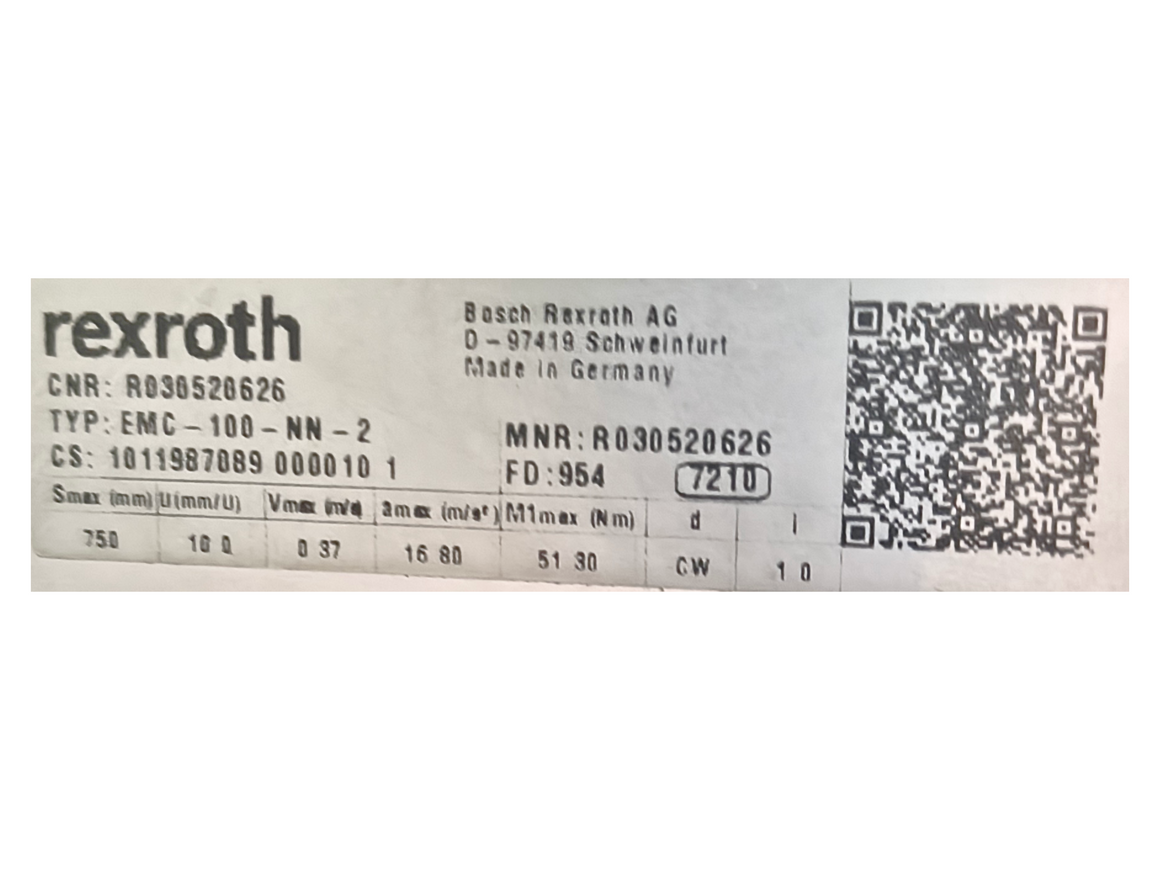 rexroth
Bosch Rexroth AG
D-97419 Schweinfurt
Made in Germany
CNR: R030520626
TYP: EMC-100-NN-2
CS: 1011987089 000010 1
MNR: R030520626
FD: 954 7210
Smax (mm) U(mm/U) Vmax (m/s) amax (m/s²) M1max (Nm) d i
750 10 0 0 37 16 80 51 30 CW 1 0